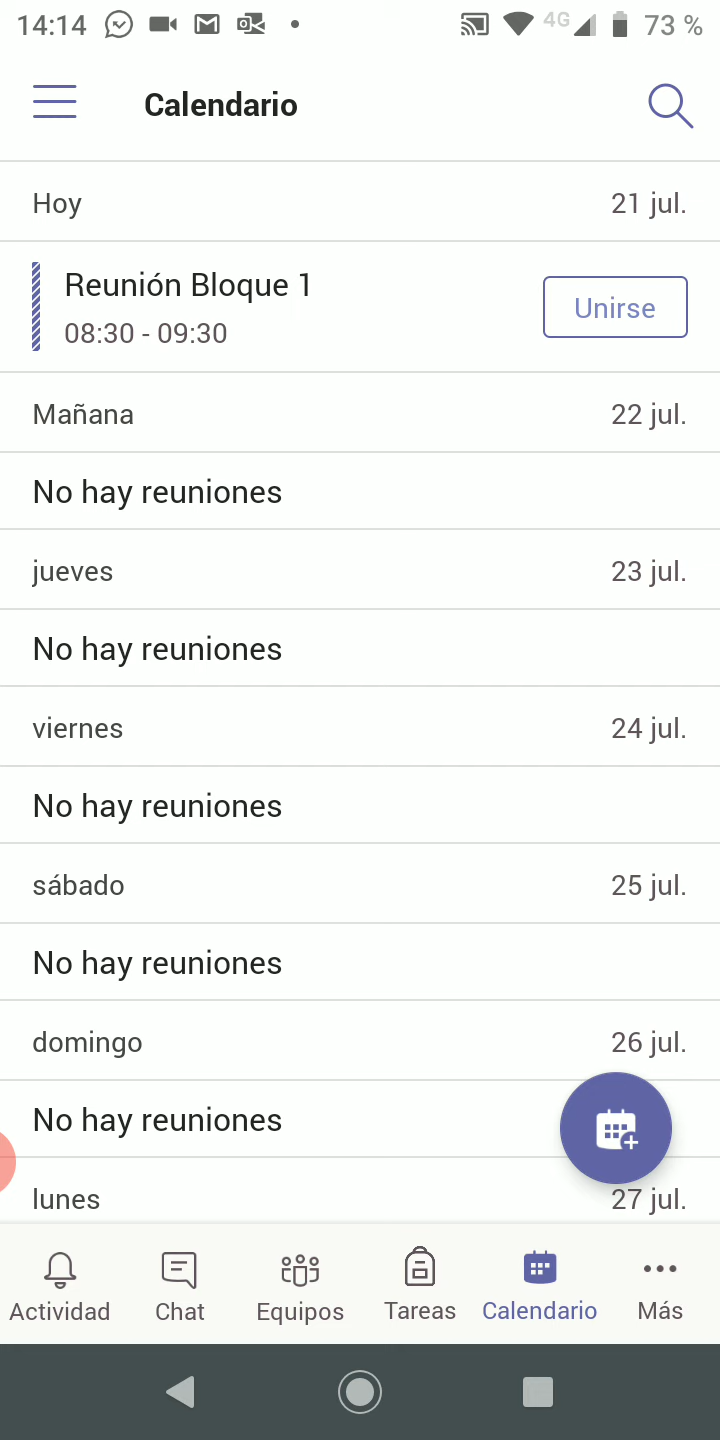 14:14 4G 73 %
Calendario
Hoy 21 jul.
Reunión Bloque 1
08:30 - 09:30
Unirse
Mañana 22 jul.
No hay reuniones
jueves 23 jul.
No hay reuniones
viernes 24 jul.
No hay reuniones
sábado 25 jul.
No hay reuniones
domingo 26 jul.
No hay reuniones
lunes 27 jul.
Actividad Chat Equipos Tareas Calendario Más